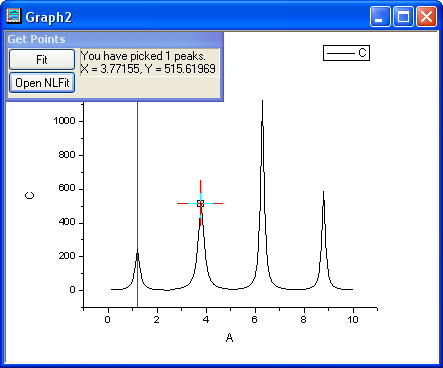 Graph2
Get Points
Fit
You have picked 1 peaks.
X = 3.77155, Y = 515.61969
Open NLFit
C
1000
800
600
400
200
0
C
0
2
4
6
8
10
A